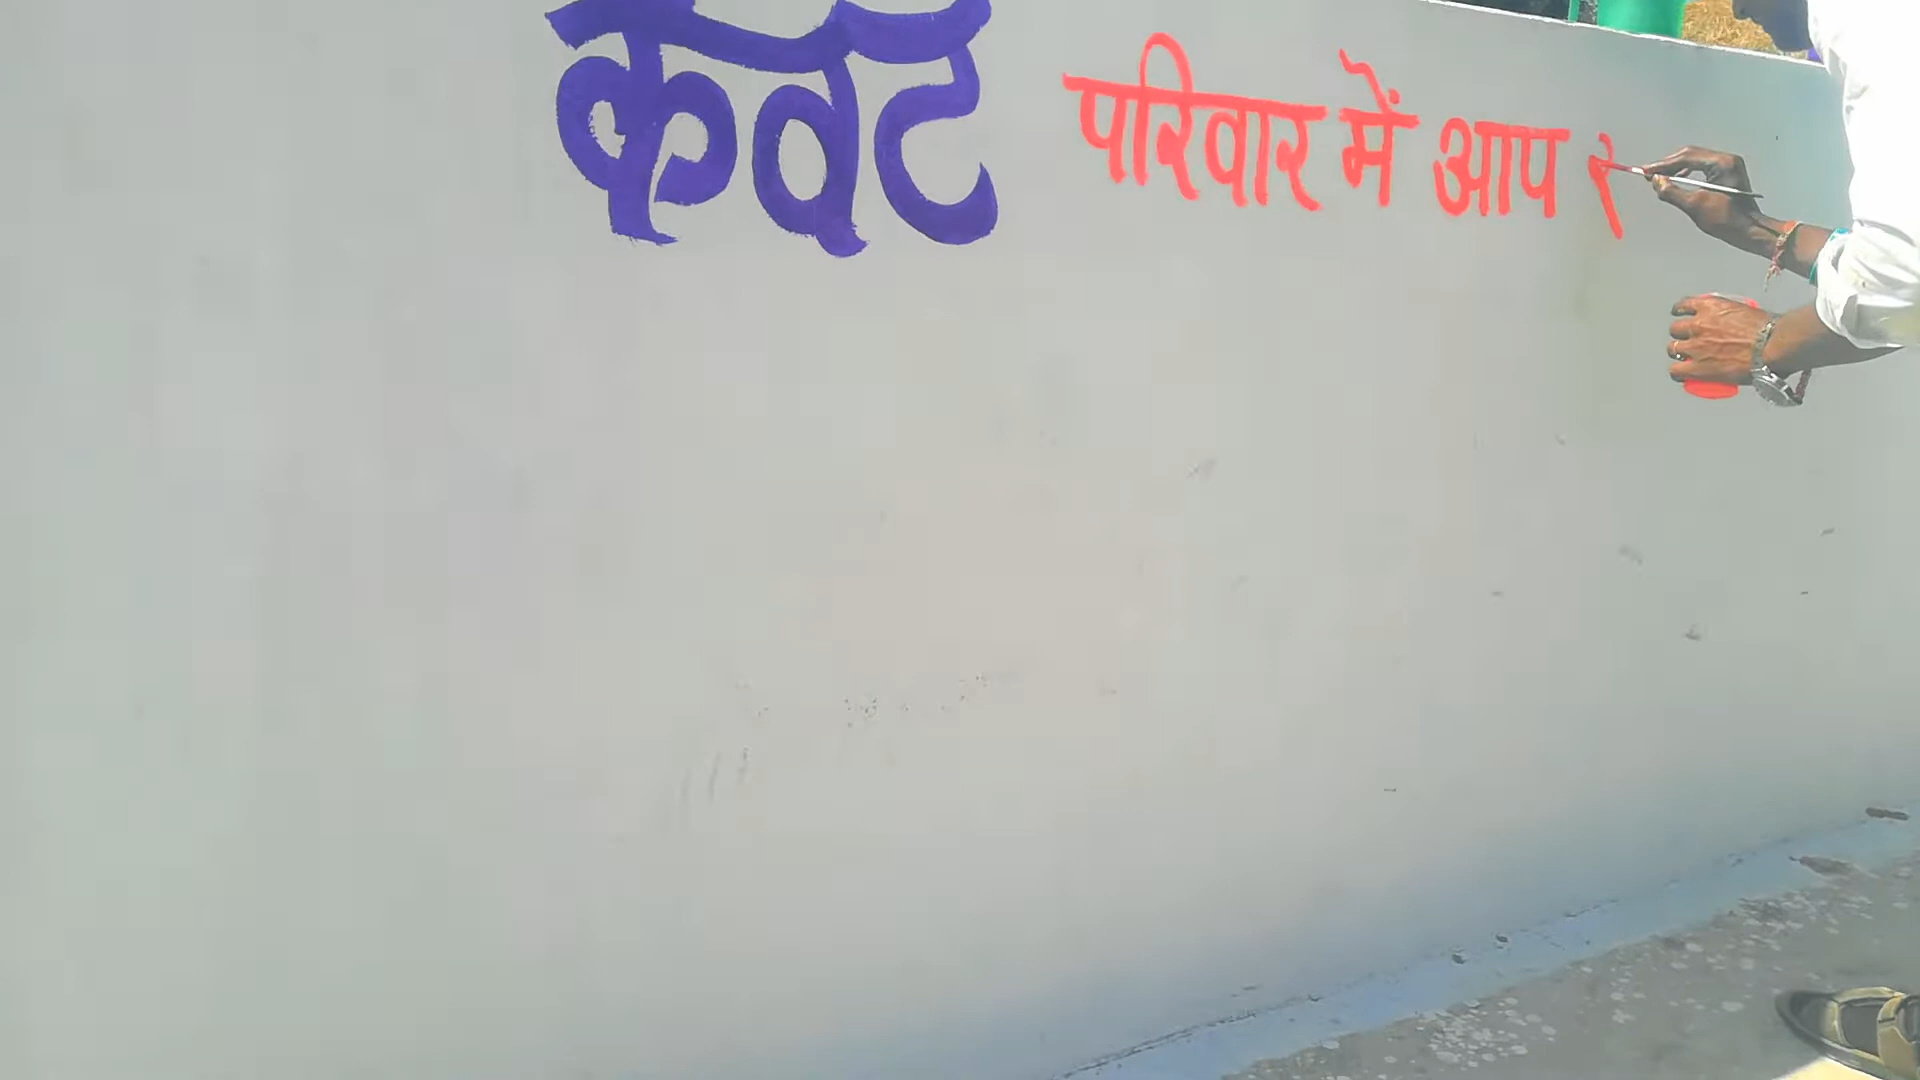 केवट परिवार में आप